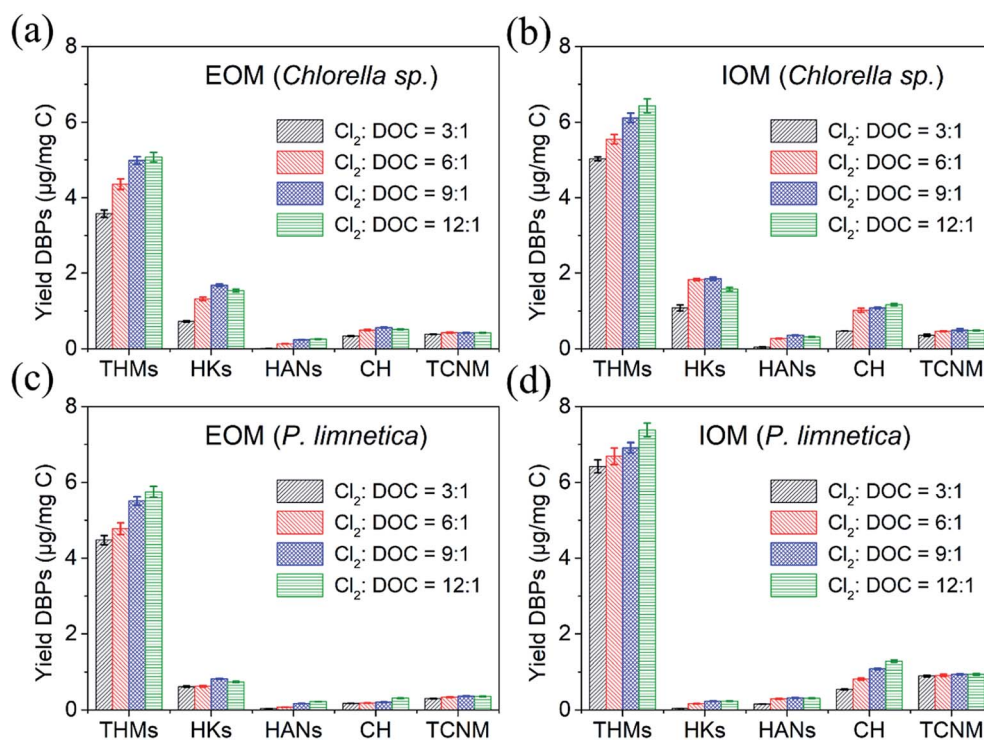 (a)
EOM (Chlorella sp.)
Cl₂: DOC = 3:1
Cl₂: DOC = 6:1
Cl₂: DOC = 9:1
Cl₂: DOC = 12:1
Yield DBPs (µg/mg C)
8
6
4
2
0
THMs HKs HANs CH TCNM
(b)
IOM (Chlorella sp.)
Cl₂: DOC = 3:1
Cl₂: DOC = 6:1
Cl₂: DOC = 9:1
Cl₂: DOC = 12:1
Yield DBPs (µg/mg C)
8
6
4
2
0
THMs HKs HANs CH TCNM
(c)
EOM (P. limnetica)
Cl₂: DOC = 3:1
Cl₂: DOC = 6:1
Cl₂: DOC = 9:1
Cl₂: DOC = 12:1
Yield DBPs (µg/mg C)
8
6
4
2
0
THMs HKs HANs CH TCNM
(d)
IOM (P. limnetica)
Cl₂: DOC = 3:1
Cl₂: DOC = 6:1
Cl₂: DOC = 9:1
Cl₂: DOC = 12:1
Yield DBPs (µg/mg C)
8
6
4
2
0
THMs HKs HANs CH TCNM